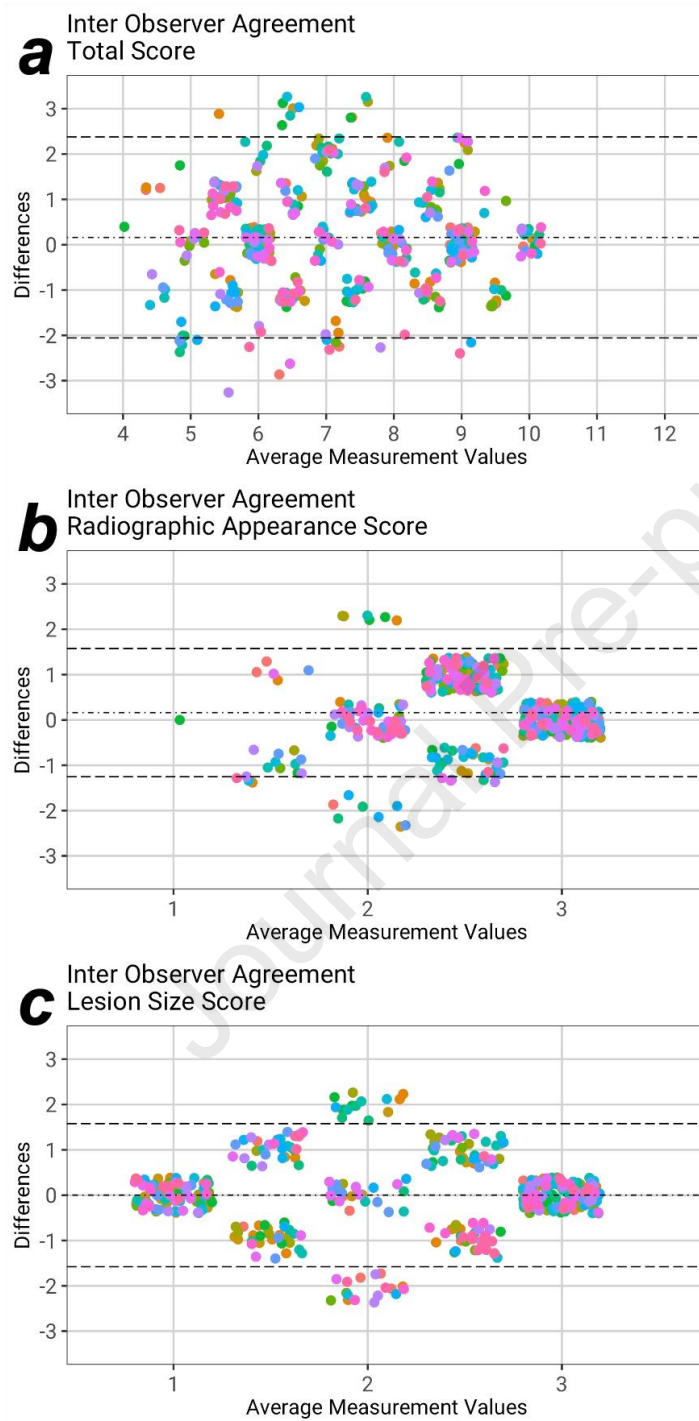 a
Inter Observer Agreement
Total Score
Differences
3
2
1
0
-1
-2
-3
4 5 6 7 8 9 10 11 12
Average Measurement Values
b
Inter Observer Agreement
Radiographic Appearance Score
Differences
3
2
1
0
-1
-2
-3
1 2 3
Average Measurement Values
c
Inter Observer Agreement
Lesion Size Score
Differences
3
2
1
0
-1
-2
-3
1 2 3
Average Measurement Values
Journal Pre-p